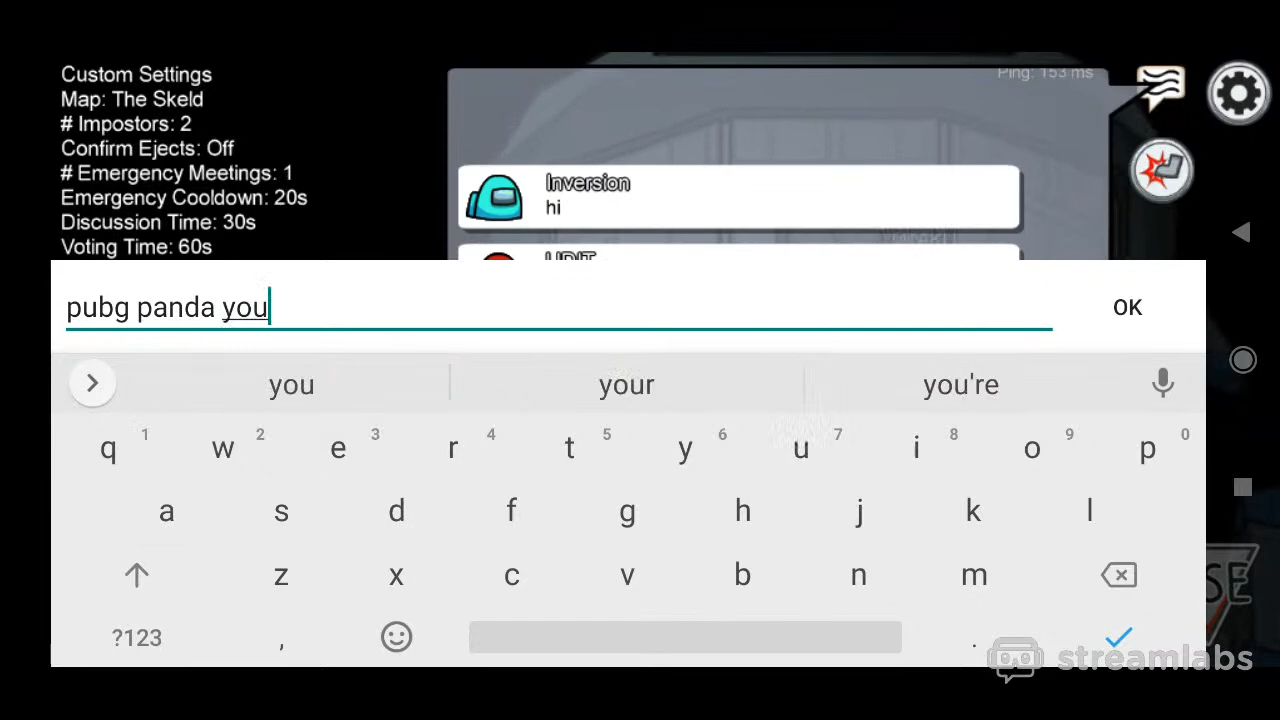 Custom Settings
Map: The Skeld
# Impostors: 2
Confirm Ejects: Off
# Emergency Meetings: 1
Emergency Cooldown: 20s
Discussion Time: 30s
Voting Time: 60s
Ping: 153 ms
Inversion
hi
UDIT
pubg panda you
OK
you your you're
q 1 w 2 e 3 r 4 t 5 y 6 u 7 i 8 o 9 p 0
a s d f g h j k l
z x c v b n m
?123 , .
streamlabs